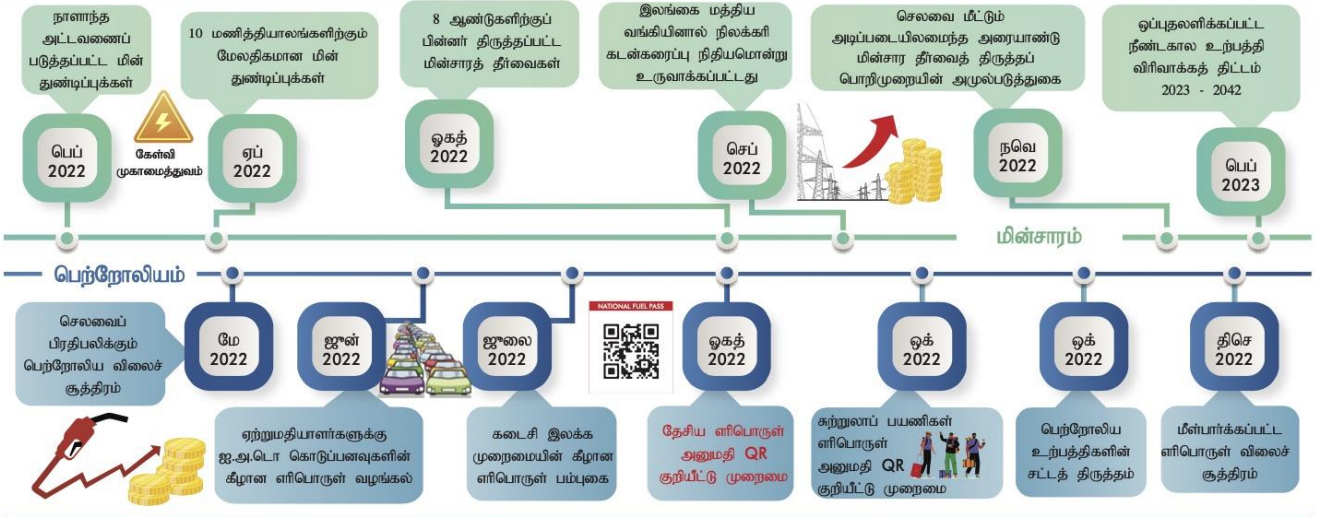 நாளாந்த
அட்டவணைப்
படுத்தப்பட்ட மின்
துண்டிப்புக்கள்
10 மணித்தியாலங்களிற்கும்
மேலதிகமான மின்
துண்டிப்புக்கள்
8 ஆண்டுகளிற்குப்
பின்னர் திருத்தப்பட்ட
மின்சாரத் தீர்வைகள்
இலங்கை மத்திய
வங்கியினால் நிலக்கரி
கடன்கரைப்பு நிதியமொன்று
உருவாக்கப்பட்டது
செலவை மீட்டும்
அடிப்படையிலமைந்த அரையாண்டு
மின்சார தீர்வைத் திருத்தப்
பொறிமுறையின் அமுல்படுத்துகை
ஒப்புதலளிக்கப்பட்ட
நீண்டகால உற்பத்தி
விரிவாக்கத் திட்டம்
2023 - 2042
பெப்
2022
கேள்வி
முகாமைத்துவம்
ஏப்
2022
ஓகத்
2022
செப்
2022
நவெ
2022
பெப்
2023
மின்சாரம்
பெற்றோலியம்
செலவைப்
பிரதிபலிக்கும்
பெற்றோலிய விலைச்
சூத்திரம்
மே
2022
ஜுன்
2022
ஜுலை
2022
NATIONAL FUEL PASS
ஓகத்
2022
ஒக்
2022
ஒக்
2022
திசெ
2022
ஏற்றுமதியாளர்களுக்கு
ஐ.அ.டொ கொடுப்பனவுகளின்
கீழான எரிபொருள் வழங்கல்
கடைசி இலக்க
முறைமையின் கீழான
எரிபொருள் பம்புகை
தேசிய எரிபொருள்
அனுமதி QR
குறியீட்டு முறைமை
சுற்றுலாப் பயணிகள்
எரிபொருள்
அனுமதி QR
குறியீட்டு முறைமை
பெற்றோலிய
உற்பத்திகளின்
சட்டத் திருத்தம்
மீள்பார்க்கப்பட்ட
எரிபொருள் விலைச்
சூத்திரம்